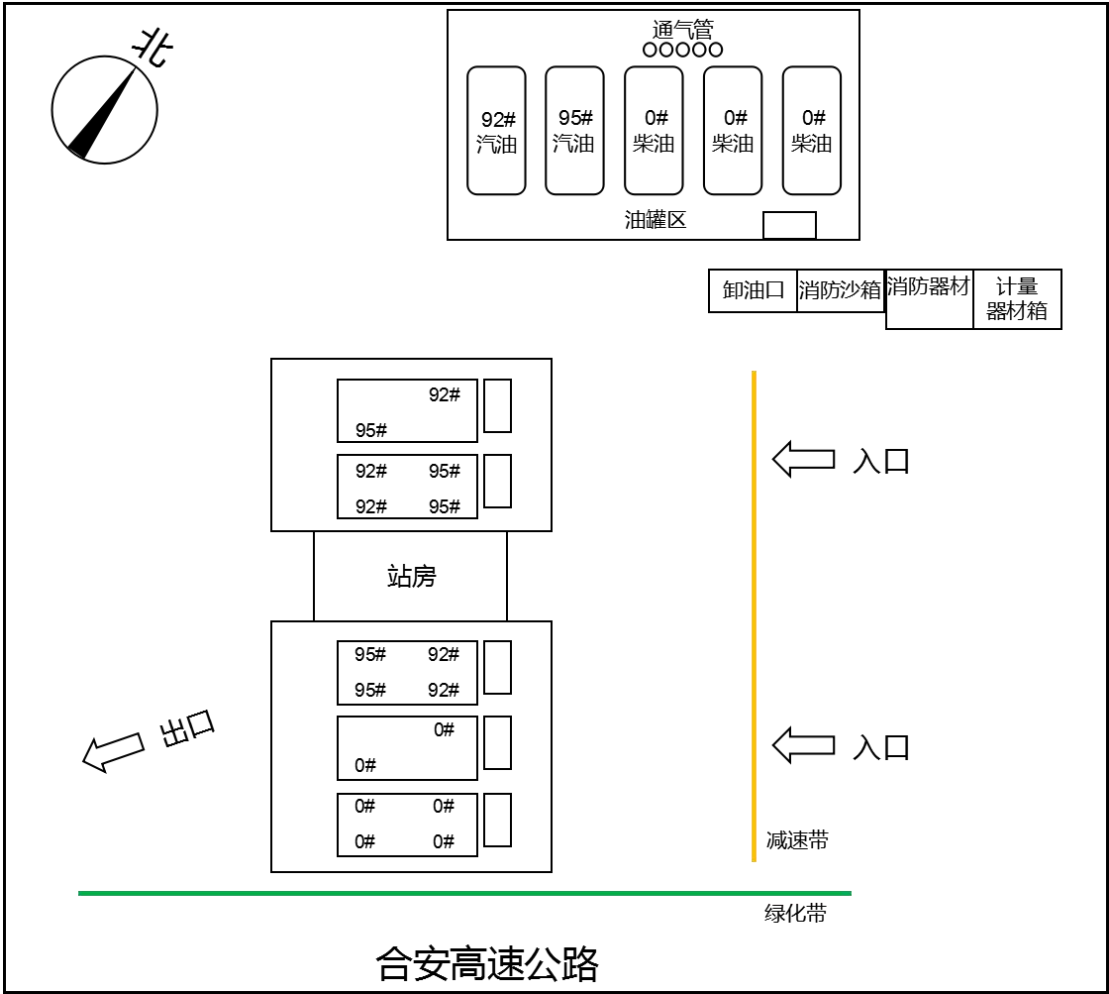 北
通气管
92#
汽油
95#
汽油
0#
柴油
0#
柴油
0#
柴油
油罐区
卸油口
消防沙箱
消防器材
计量
器材箱
92#
95#
92# 95#
92# 95#
入口
站房
95# 92#
95# 92#
出口
0#
0#
入口
0# 0#
0# 0#
减速带
绿化带
合安高速公路